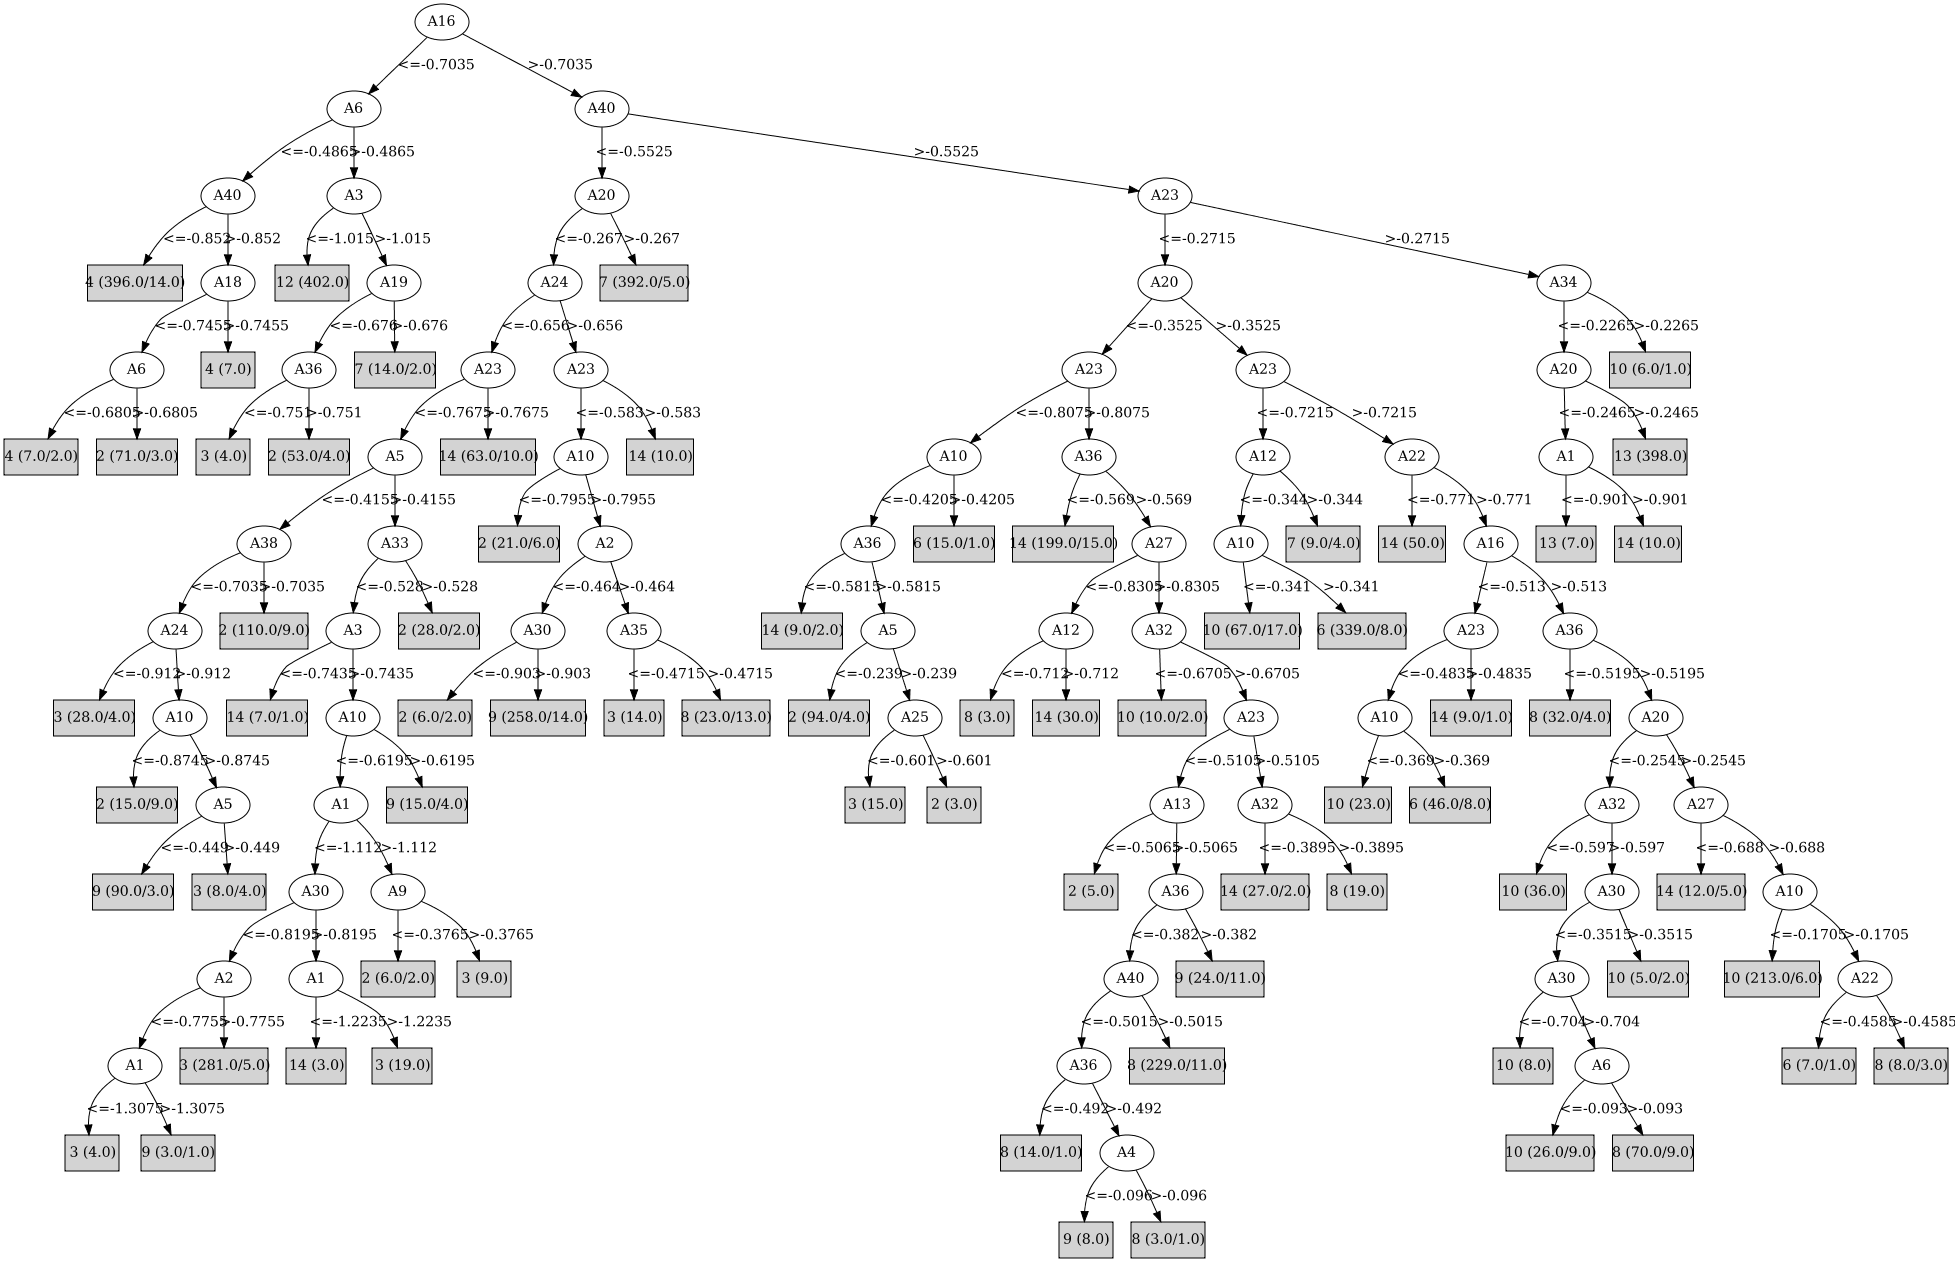 A16
<=-0.7035 >-0.7035
A6 A40
<=-0.4865 >-0.4865 <=-0.5525 >-0.5525
A40 A3 A20 A23
<=-0.852 >-0.852 <=-1.015 >-1.015 <=-0.267 >-0.267 <=-0.2715 >-0.2715
4 (396.0/14.0) A18 12 (402.0) A19 A24 7 (392.0/5.0) A20 A34
<=-0.7455 >-0.7455 <=-0.676 >-0.676 <=-0.656 >-0.656 <=-0.3525 >-0.3525 <=-0.2265 >-0.2265
A6 4 (7.0) A36 7 (14.0/2.0) A23 A23 A23 A23 A20 10 (6.0/1.0)
<=-0.6805 >-0.6805 <=-0.751 >-0.751 <=-0.7675 >-0.7675 <=-0.583 >-0.583 <=-0.8075 >-0.8075 <=-0.7215 >-0.7215 <=-0.2465 >-0.2465
4 (7.0/2.0) 2 (71.0/3.0) 3 (4.0) 2 (53.0/4.0) A5 14 (63.0/10.0) A10 14 (10.0) A10 A36 A12 A22 A1 13 (398.0)
<=-0.4155 >-0.4155 <=-0.7955 >-0.7955 <=-0.4205 >-0.4205 <=-0.569 >-0.569 <=-0.344 >-0.344 <=-0.771 >-0.771 <=-0.901 >-0.901
A38 A33 2 (21.0/6.0) A2 A36 6 (15.0/1.0) 14 (199.0/15.0) A27 A10 7 (9.0/4.0) 14 (50.0) A16 13 (7.0) 14 (10.0)
<=-0.7035 >-0.7035 <=-0.528 >-0.528 <=-0.464 >-0.464 <=-0.5815 >-0.5815 <=-0.8305 >-0.8305 <=-0.341 >-0.341 <=-0.513 >-0.513
A24 2 (110.0/9.0) A3 2 (28.0/2.0) A30 A35 14 (9.0/2.0) A5 A12 A32 10 (67.0/17.0) 6 (339.0/8.0) A23 A36
<=-0.912 >-0.912 <=-0.7435 >-0.7435 <=-0.903 >-0.903 <=-0.4715 >-0.4715 <=-0.239 >-0.239 <=-0.712 >-0.712 <=-0.6705 >-0.6705 <=-0.4835 >-0.4835 <=-0.5195 >-0.5195
3 (28.0/4.0) A10 14 (7.0/1.0) A10 2 (6.0/2.0) 9 (258.0/14.0) 3 (14.0) 8 (23.0/13.0) 2 (94.0/4.0) A25 8 (3.0) 14 (30.0) 10 (10.0/2.0) A23 A10 14 (9.0/1.0) 8 (32.0/4.0) A20
<=-0.8745 >-0.8745 <=-0.6195 >-0.6195 <=-0.601 >-0.601 <=-0.5105 >-0.5105 <=-0.369 >-0.369 <=-0.2545 >-0.2545
2 (15.0/9.0) A5 A1 9 (15.0/4.0) 3 (15.0) 2 (3.0) A13 A32 10 (23.0) 6 (46.0/8.0) A32 A27
<=-0.449 >-0.449 <=-1.112 >-1.112 <=-0.5065 >-0.5065 <=-0.3895 >-0.3895 <=-0.597 >-0.597 <=-0.688 >-0.688
9 (90.0/3.0) 3 (8.0/4.0) A30 A9 2 (5.0) A36 14 (27.0/2.0) 8 (19.0) 10 (36.0) A30 14 (12.0/5.0) A10
<=-0.8195 >-0.8195 <=-0.3765 >-0.3765 <=-0.382 >-0.382 <=-0.3515 >-0.3515 <=-0.1705 >-0.1705
A2 A1 2 (6.0/2.0) 3 (9.0) A40 9 (24.0/11.0) A30 10 (5.0/2.0) 10 (213.0/6.0) A22
<=-0.7755 >-0.7755 <=-1.2235 >-1.2235 <=-0.5015 >-0.5015 <=-0.704 >-0.704 <=-0.4585 >-0.4585
A1 3 (281.0/5.0) 14 (3.0) 3 (19.0) A36 8 (229.0/11.0) 10 (8.0) A6 6 (7.0/1.0) 8 (8.0/3.0)
<=-1.3075 >-1.3075 <=-0.492 >-0.492 <=-0.093 >-0.093
3 (4.0) 9 (3.0/1.0) 8 (14.0/1.0) A4 10 (26.0/9.0) 8 (70.0/9.0)
<=-0.096 >-0.096
9 (8.0) 8 (3.0/1.0)